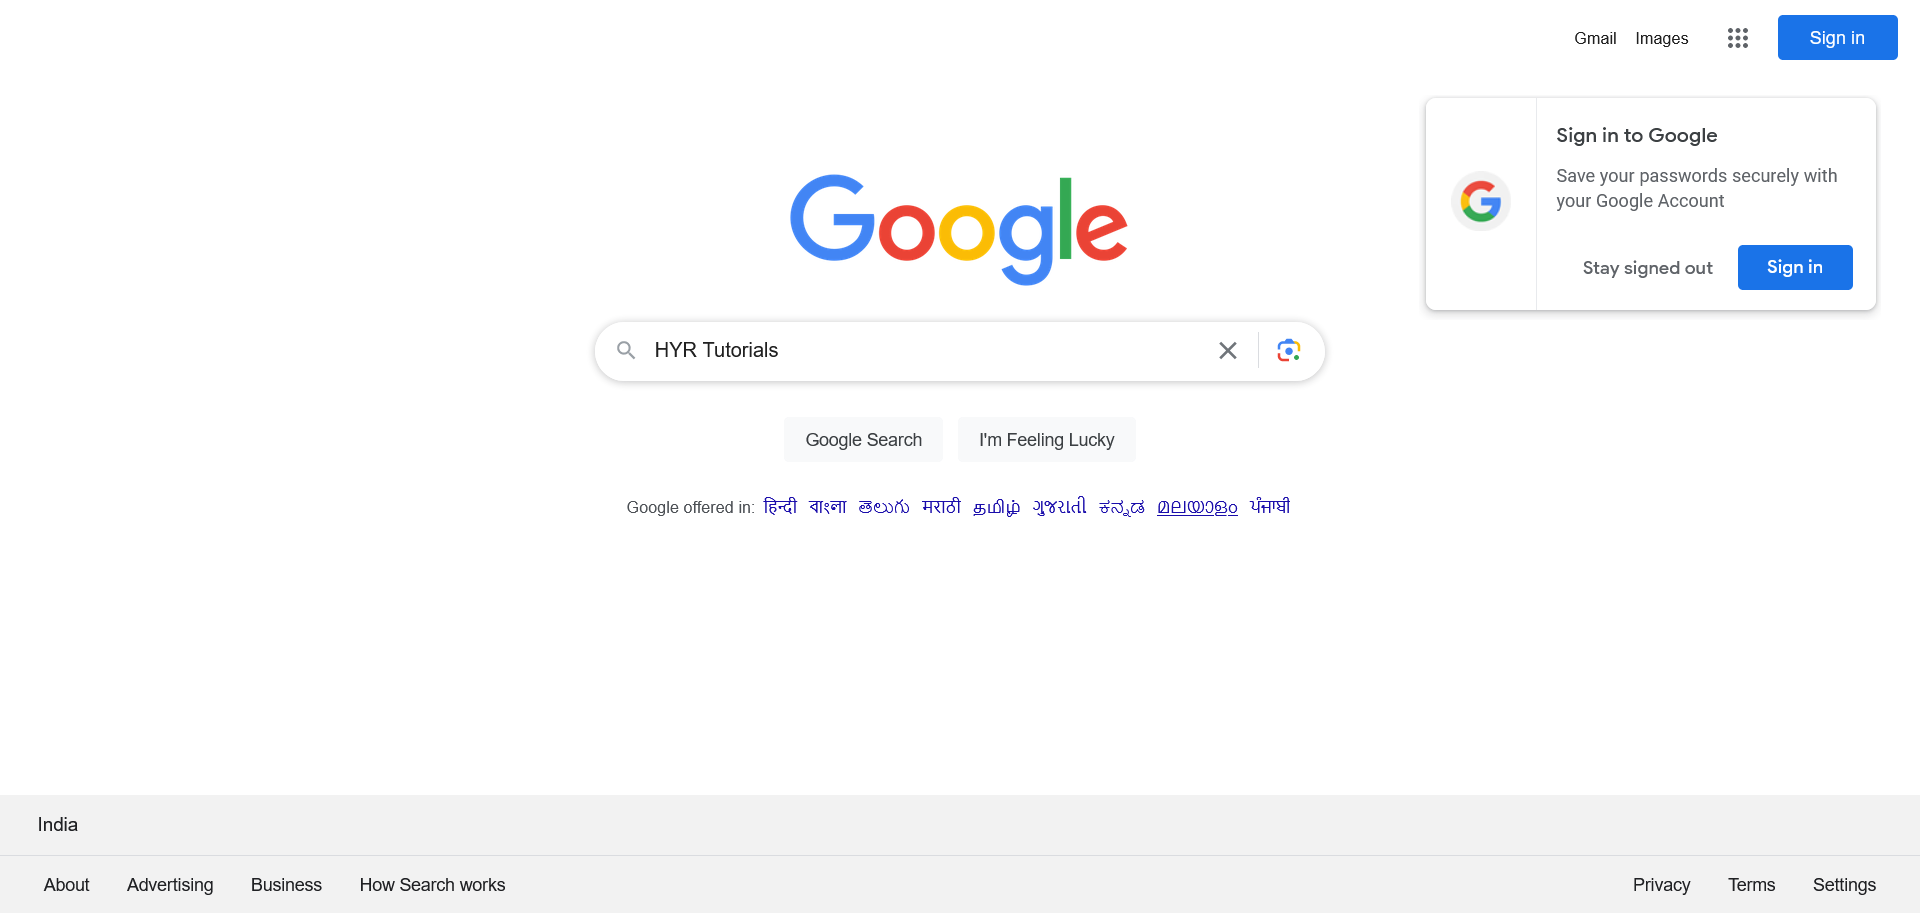 Gmail Images Sign in
Sign in to Google
Save your passwords securely with
your Google Account
Stay signed out Sign in
Google
HYR Tutorials
Google Search I'm Feeling Lucky
Google offered in: हिन्दी বাংলা తెలుగు मराठी தமிழ் ગુજરાતી ಕನ್ನಡ മലയാളം ਪੰਜਾਬੀ
India
About Advertising Business How Search works Privacy Terms Settings